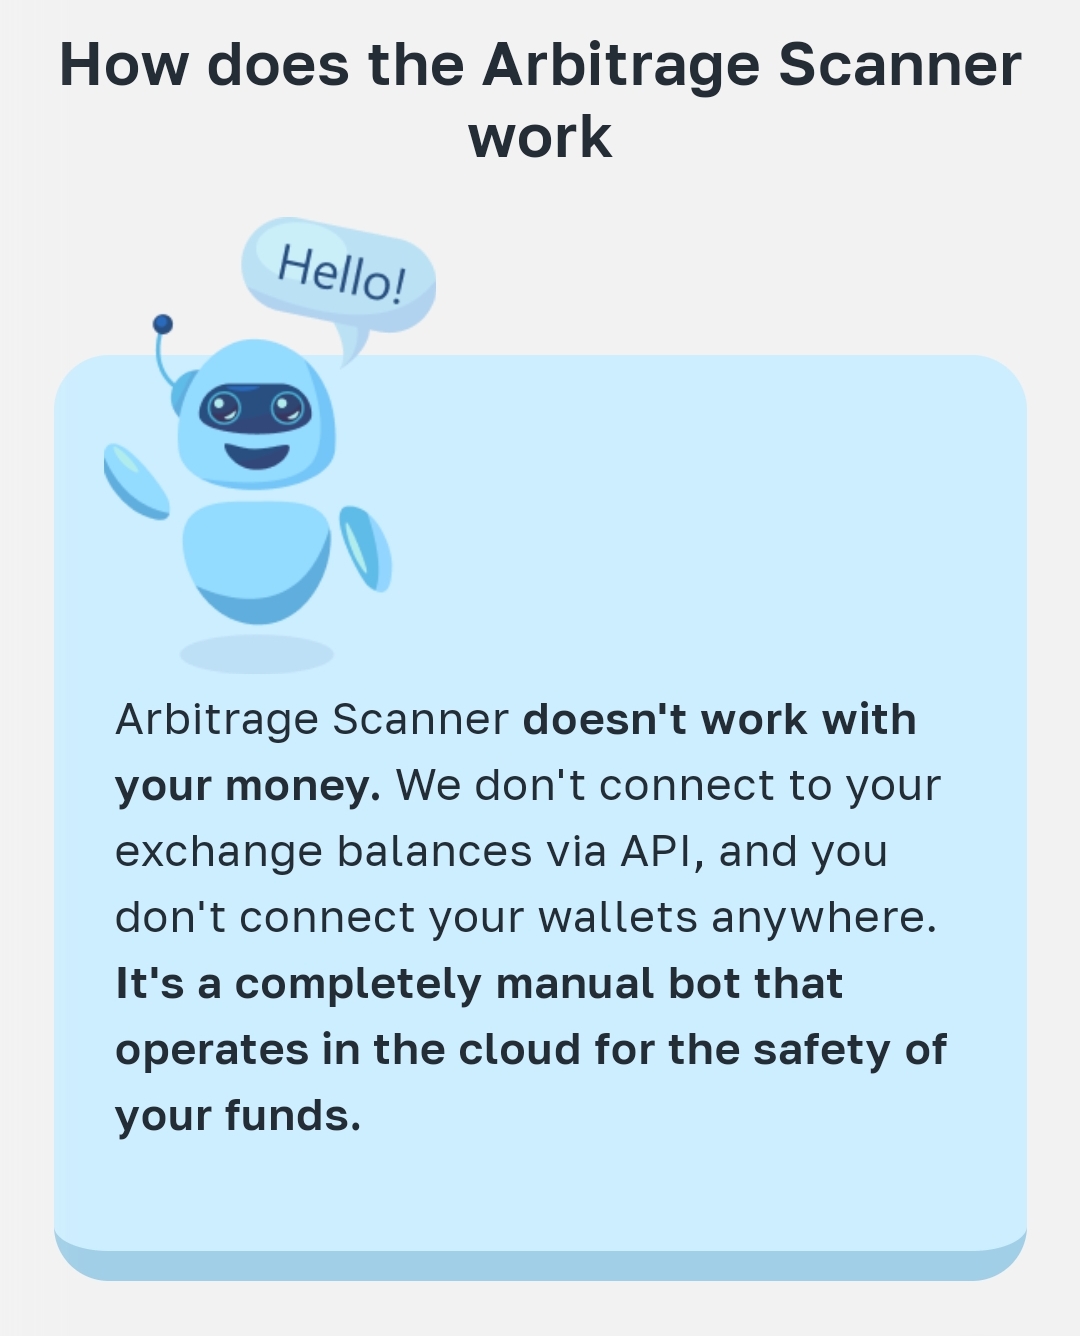 How does the Arbitrage Scanner
work
Hello!
Arbitrage Scanner doesn't work with
your money. We don't connect to your
exchange balances via API, and you
don't connect your wallets anywhere.
It's a completely manual bot that
operates in the cloud for the safety of
your funds.